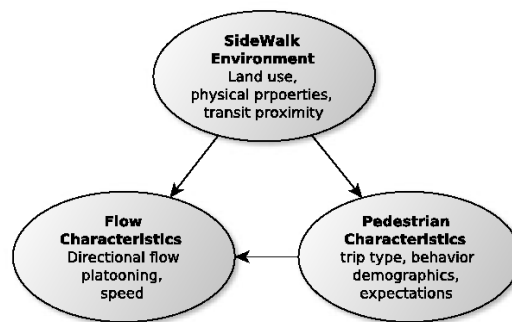 SideWalk
Environment
Land use,
physical prpoerties,
transit proximity
Flow
Characteristics
Directional flow
platooning,
speed
Pedestrian
Characteristics
trip type, behavior
demographics,
expectations